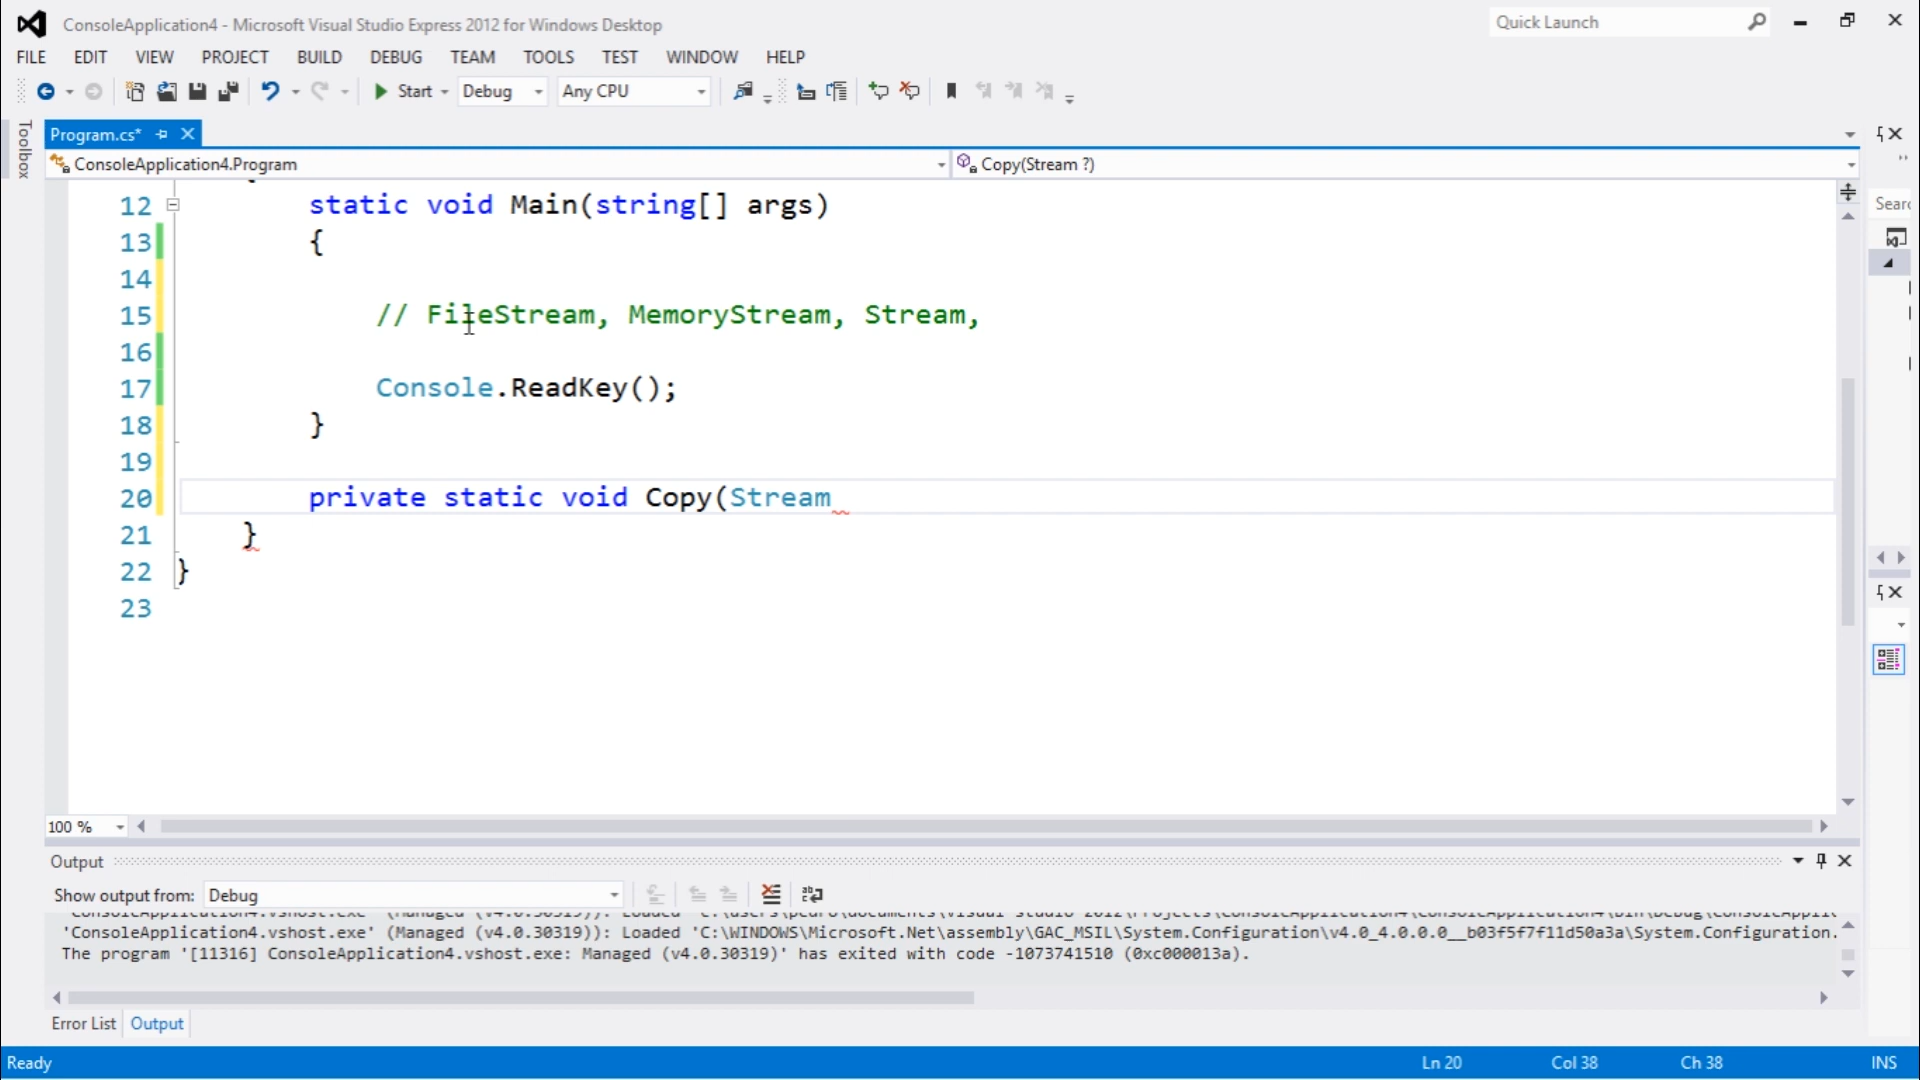 ConsoleApplication4 - Microsoft Visual Studio Express 2012 for Windows Desktop
Quick Launch
FILE EDIT VIEW PROJECT BUILD DEBUG TEAM TOOLS TEST WINDOW HELP
Start Debug Any CPU
Toolbox
Program.cs*
ConsoleApplication4.Program
Copy(Stream ?)
Sear
12 static void Main(string[] args)
13 {
14
15 // FileStream, MemoryStream, Stream,
16
17 Console.ReadKey();
18 }
19
20 private static void Copy(Stream
21 }
22 }
23
100 %
Output
Show output from: Debug
'ConsoleApplication4.vshost.exe' (Managed (v4.0.30319)): Loaded 'C:\WINDOWS\Microsoft.Net\assembly\GAC_MSIL\System.Configuration\v4.0_4.0.0.0__b03f5f7f11d50a3a\System.Configuration.
The program '[11316] ConsoleApplication4.vshost.exe: Managed (v4.0.30319)' has exited with code -1073741510 (0xc000013a).
Error List Output
Ready
Ln 20 Col 38 Ch 38 INS